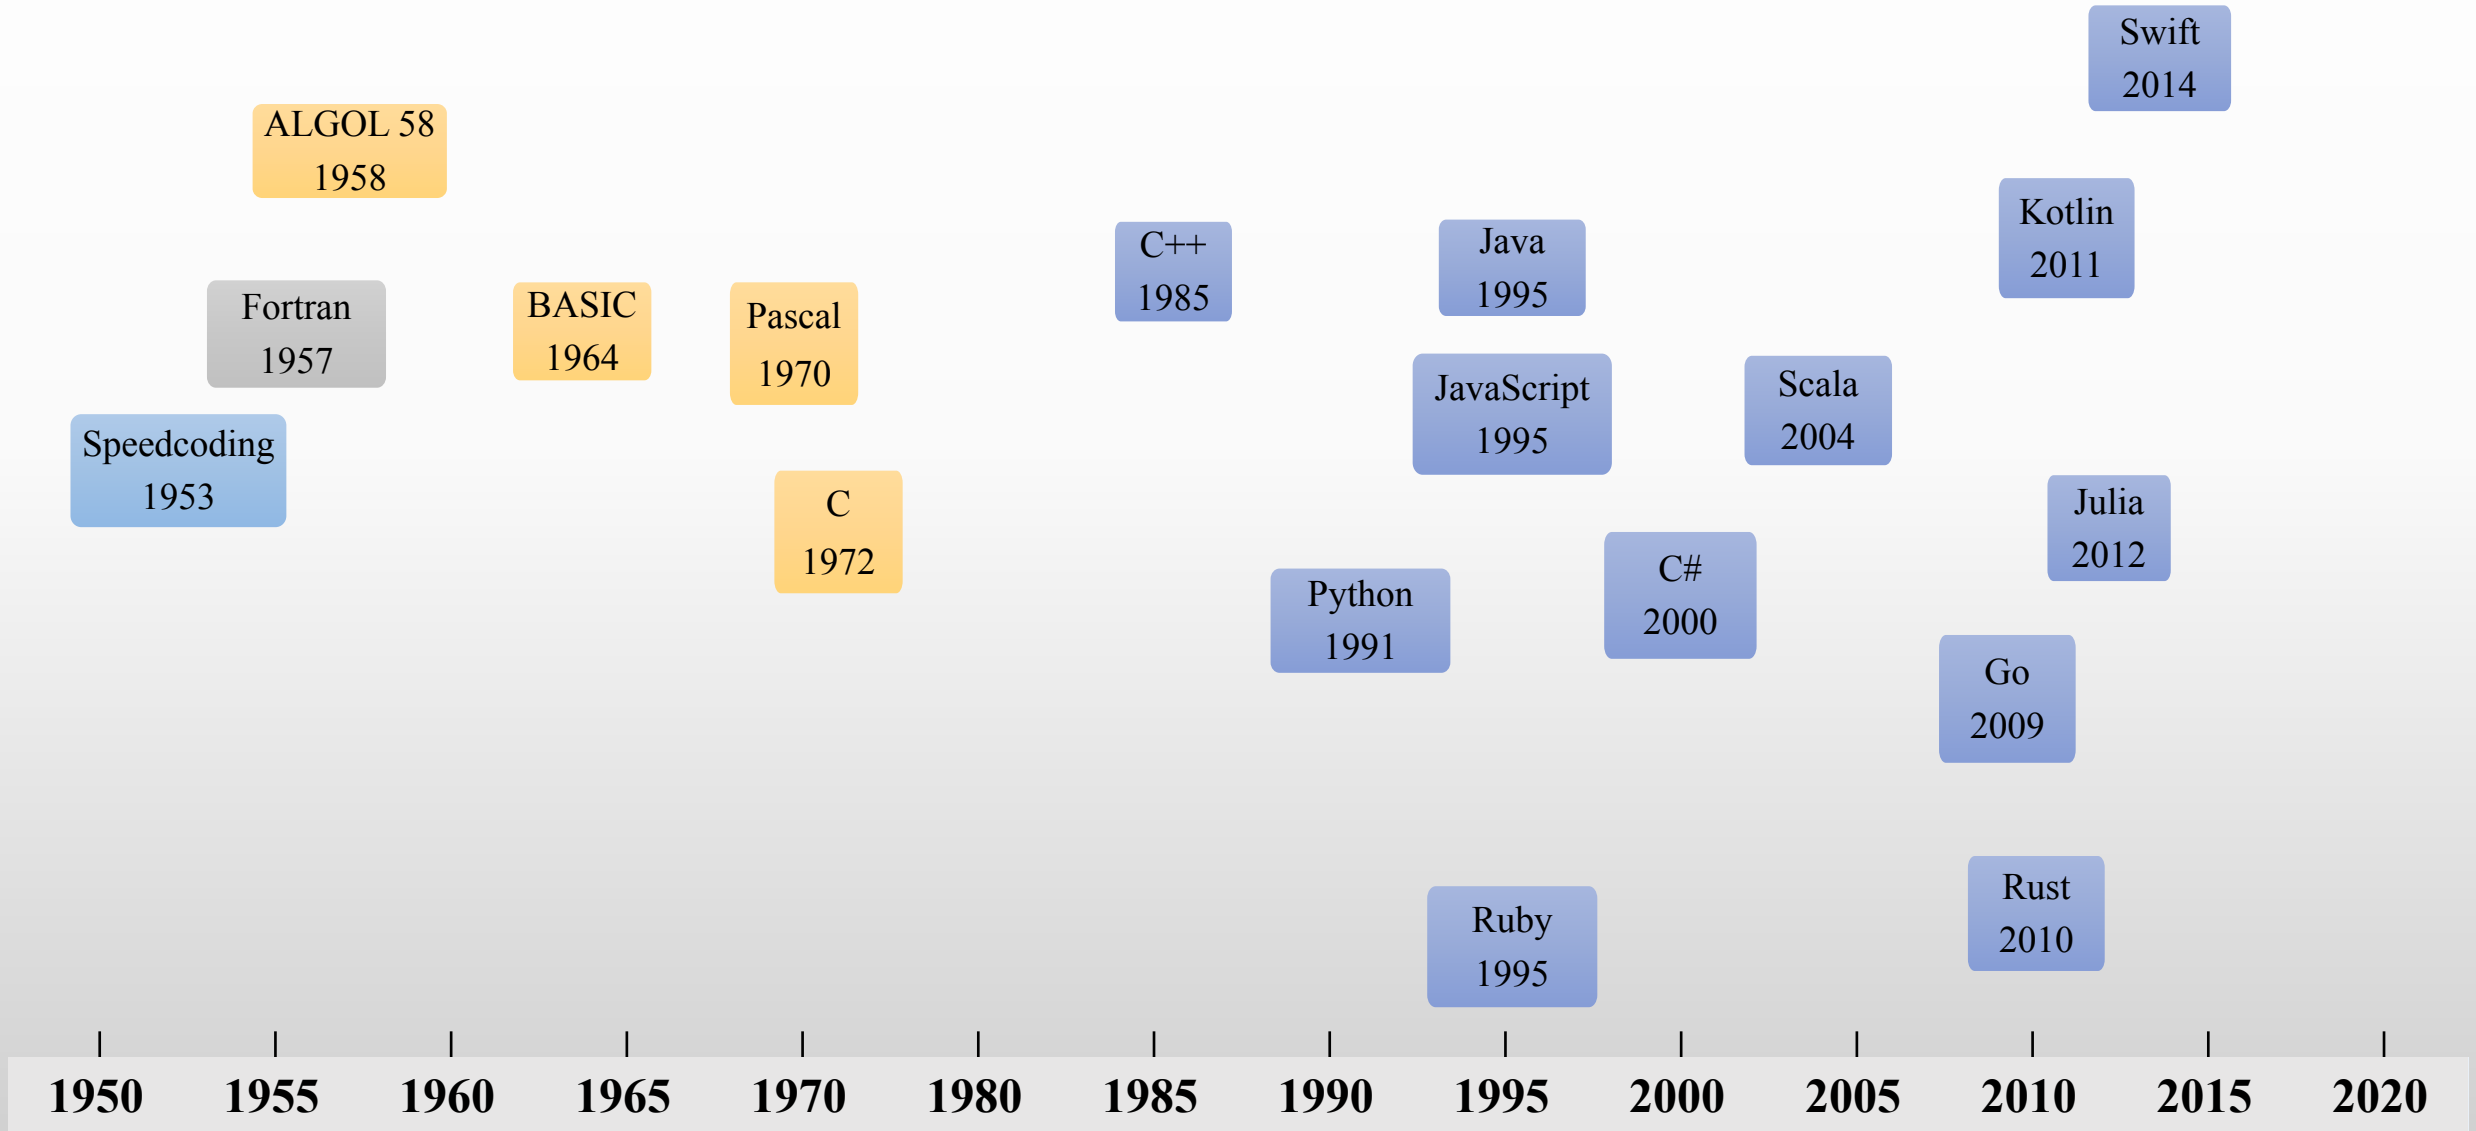 Swift
2014
ALGOL 58
1958
Kotlin
2011
C++
1985
Java
1995
Fortran
1957
BASIC
1964
Pascal
1970
JavaScript
1995
Scala
2004
Speedcoding
1953
C
1972
Julia
2012
C#
2000
Python
1991
Go
2009
Rust
2010
Ruby
1995
1950 1955 1960 1965 1970 1980 1985 1990 1995 2000 2005 2010 2015 2020